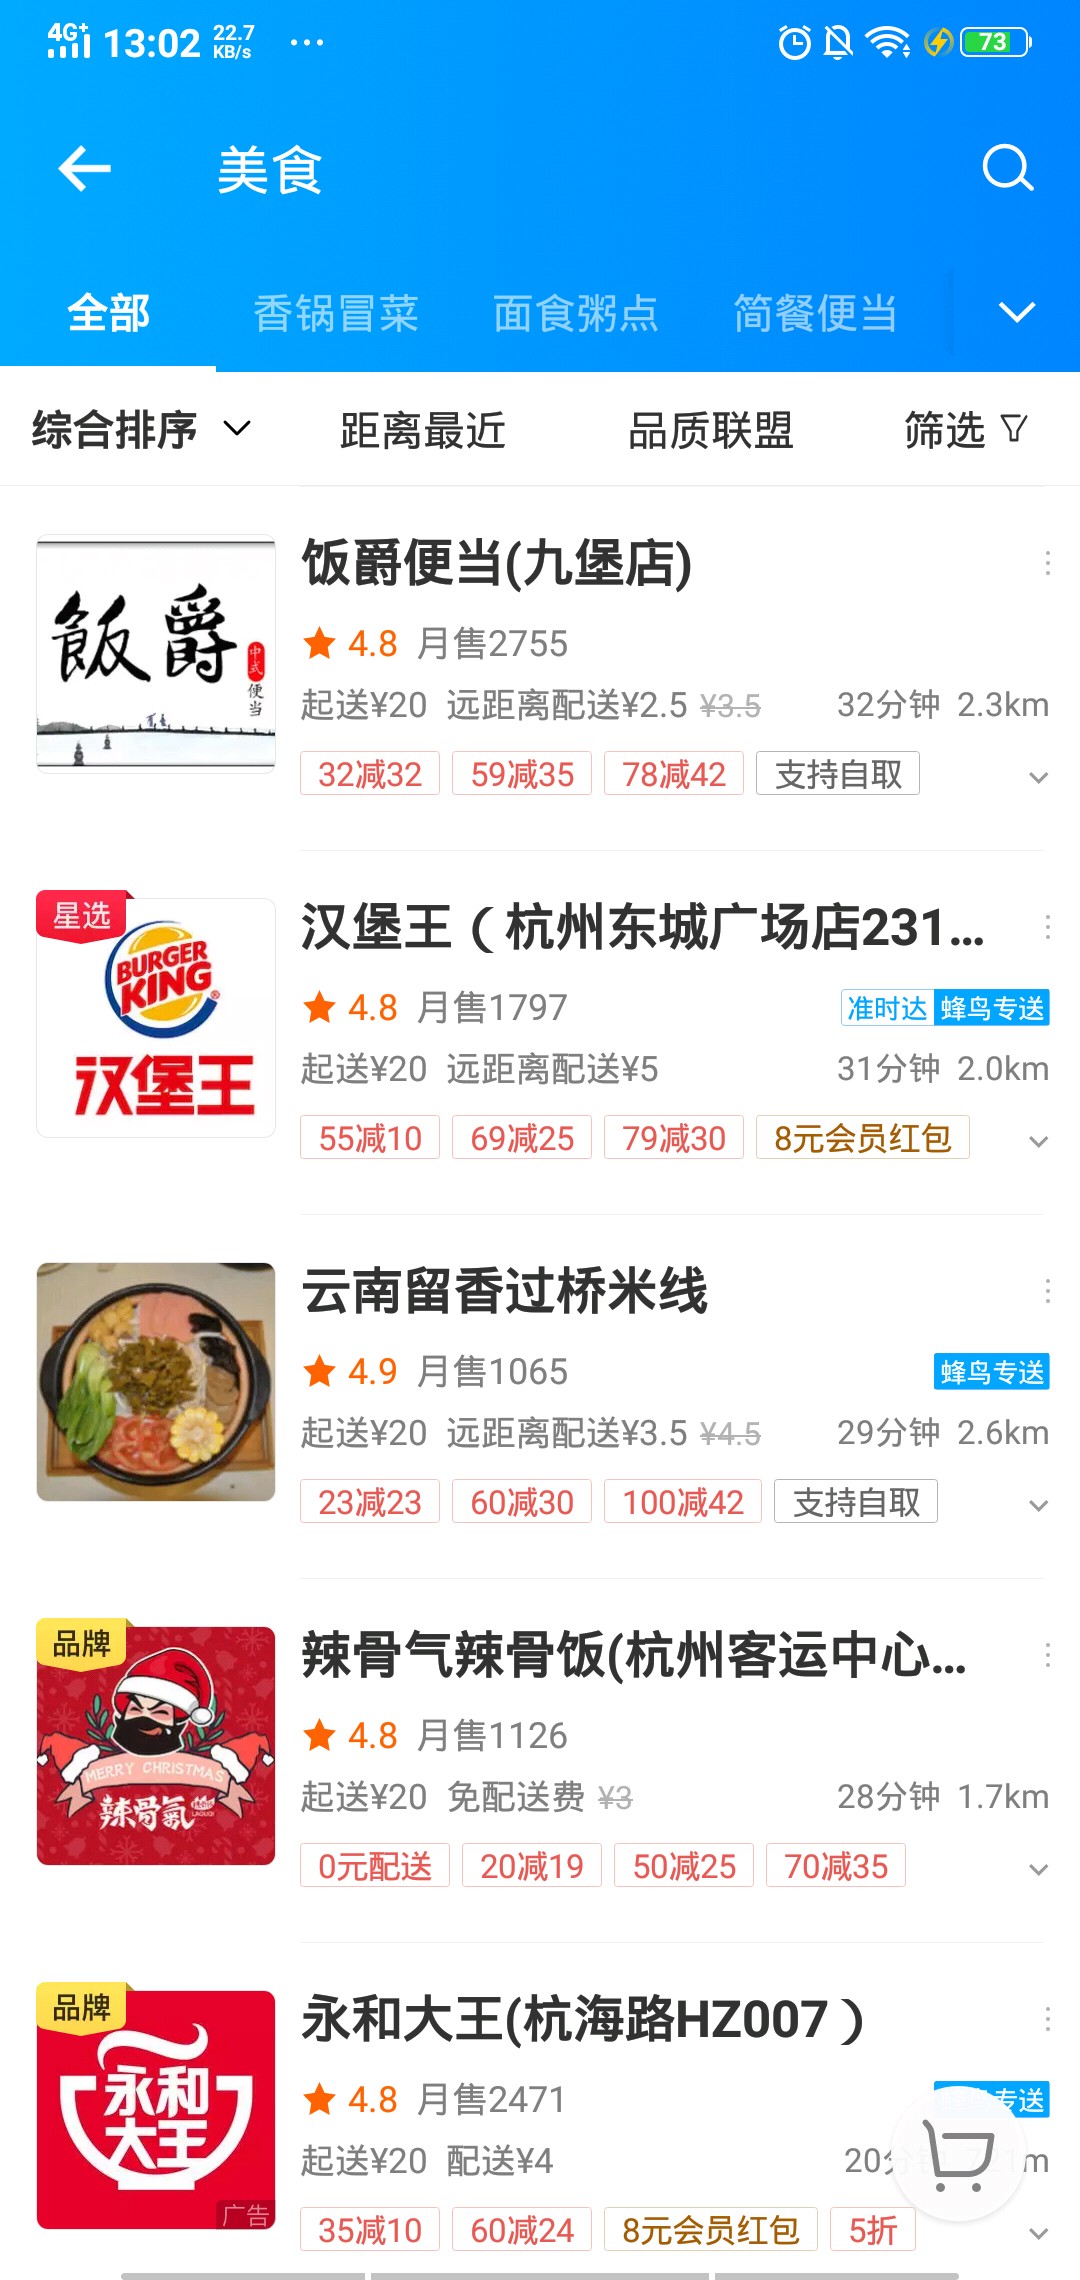 4G+ 13:02 22.7 KB/s ... 73
美食
全部 香锅冒菜 面食粥点 简餐便当
综合排序 距离最近 品质联盟 筛选
飯爵 中式便当
饭爵便当(九堡店)
4.8 月售2755
起送¥20 远距离配送¥2.5 ¥3.5 32分钟 2.3km
32减32 59减35 78减42 支持自取
星选
BURGER KING
汉堡王
汉堡王（杭州东城广场店231...
4.8 月售1797 准时达 蜂鸟专送
起送¥20 远距离配送¥5 31分钟 2.0km
55减10 69减25 79减30 8元会员红包
云南留香过桥米线
4.9 月售1065 蜂鸟专送
起送¥20 远距离配送¥3.5 ¥4.5 29分钟 2.6km
23减23 60减30 100减42 支持自取
品牌
MERRY CHRISTMAS
辣骨氣
辣骨气辣骨饭(杭州客运中心...
4.8 月售1126
起送¥20 免配送费 ¥3 28分钟 1.7km
0元配送 20减19 50减25 70减35
品牌
永和大王
广告
永和大王(杭海路HZ007）
4.8 月售2471 专送
起送¥20 配送¥4 20分 721m
35减10 60减24 8元会员红包 5折